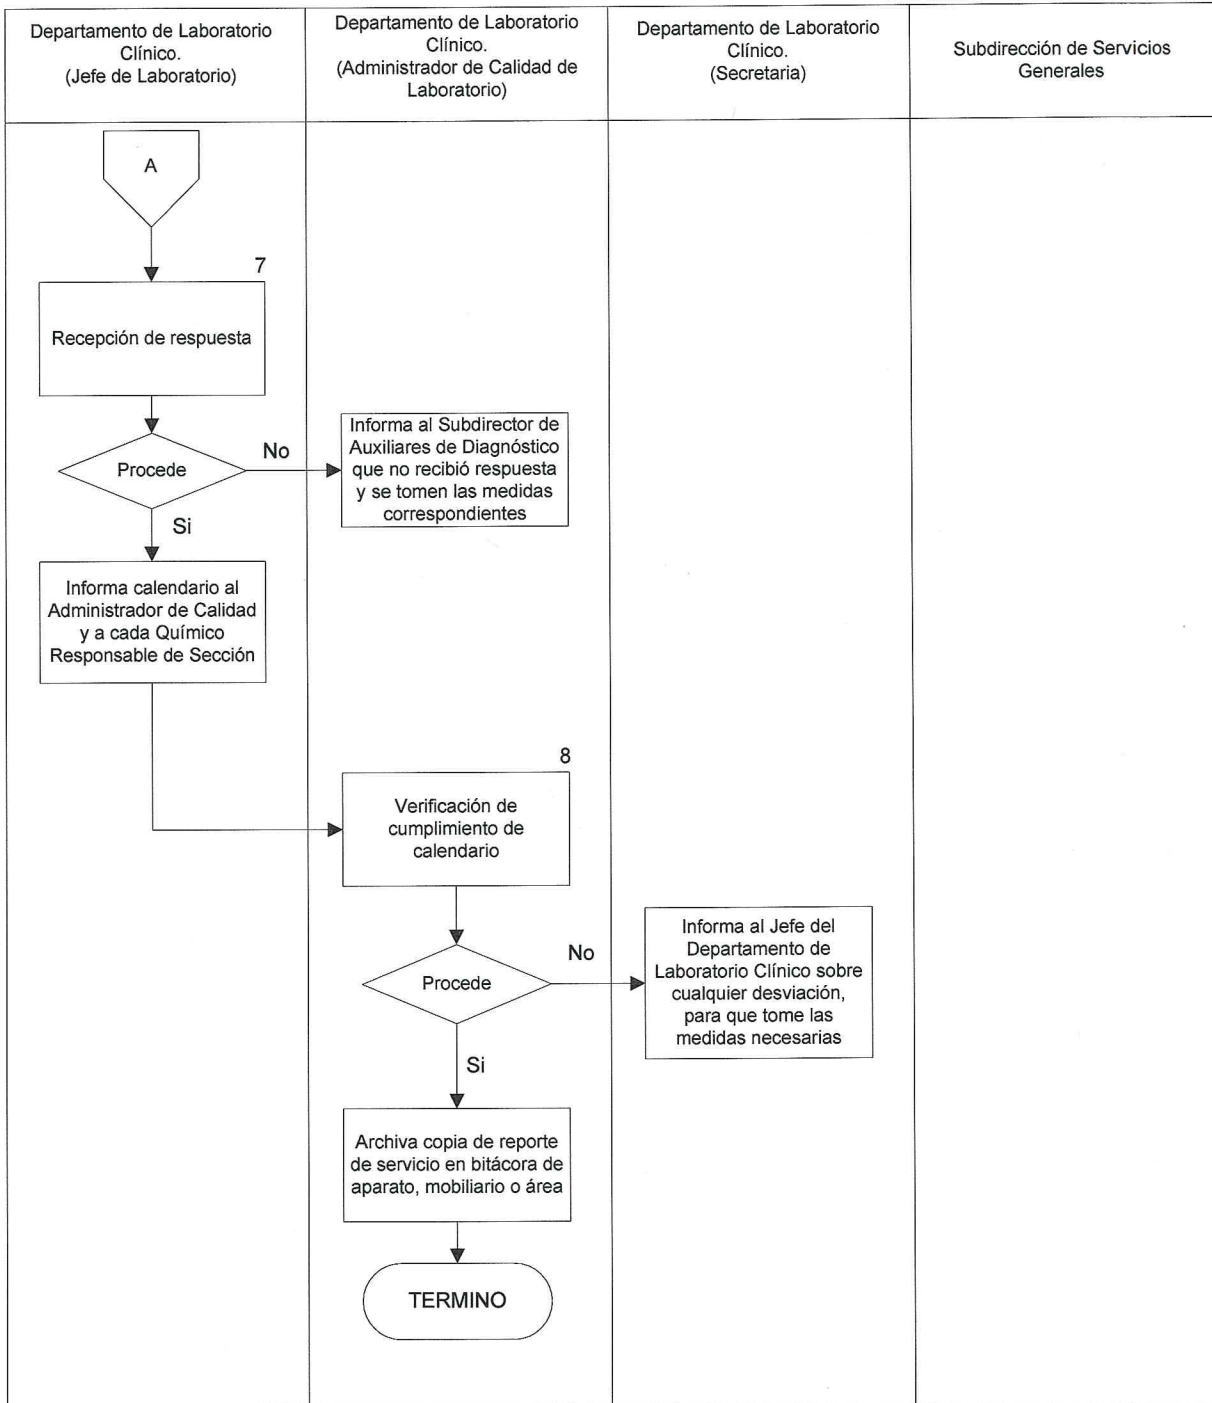 Departamento de Laboratorio
Clínico.
(Jefe de Laboratorio)
Departamento de Laboratorio
Clínico.
(Administrador de Calidad de
Laboratorio)
Departamento de Laboratorio
Clínico.
(Secretaria)
Subdirección de Servicios
Generales
A
7
Recepción de respuesta
Procede
No
Informa al Subdirector de
Auxiliares de Diagnóstico
que no recibió respuesta
y se tomen las medidas
correspondientes
Si
Informa calendario al
Administrador de Calidad
y a cada Químico
Responsable de Sección
8
Verificación de
cumplimiento de
calendario
Procede
No
Informa al Jefe del
Departamento de
Laboratorio Clínico sobre
cualquier desviación,
para que tome las
medidas necesarias
Si
Archiva copia de reporte
de servicio en bitácora de
aparato, mobiliario o área
TERMINO